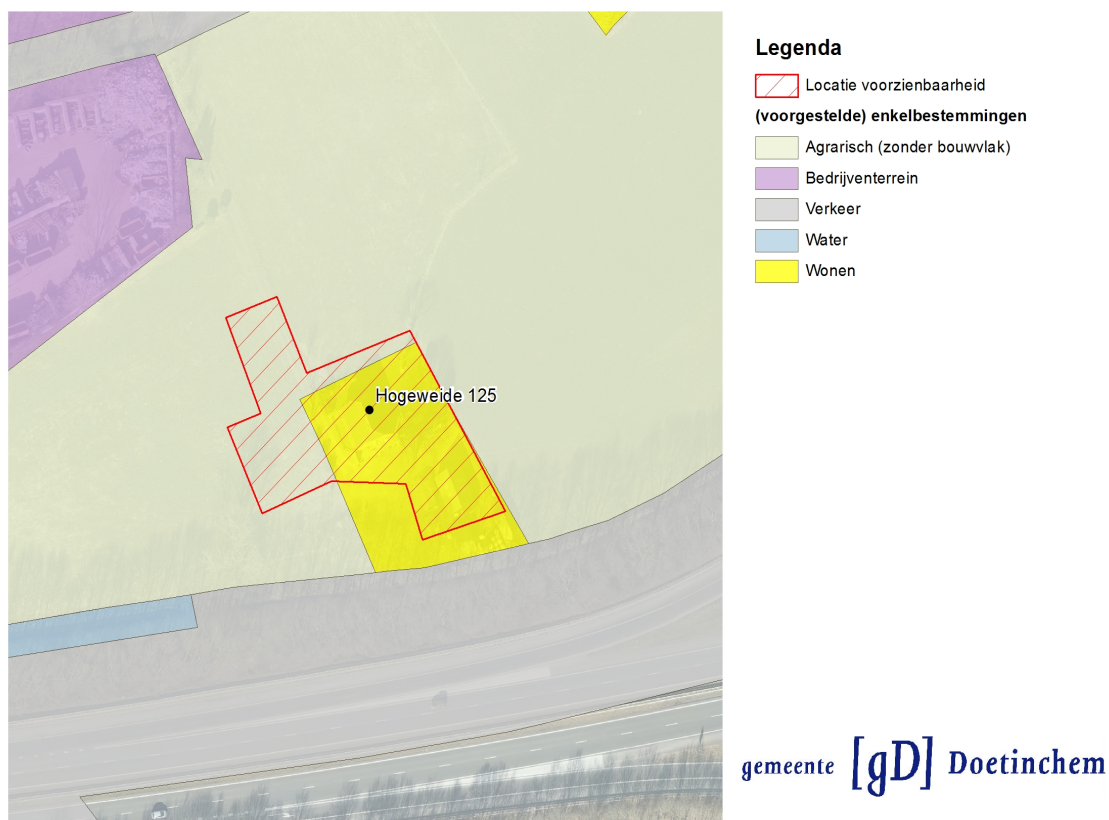 Legenda
Locatie voorzienbaarheid
(voorgestelde) enkelbestemmingen
Agrarisch (zonder bouwvlak)
Bedrijventerrein
Verkeer
Water
Wonen
Hogeweide 125
gemeente [gD] Doetinchem